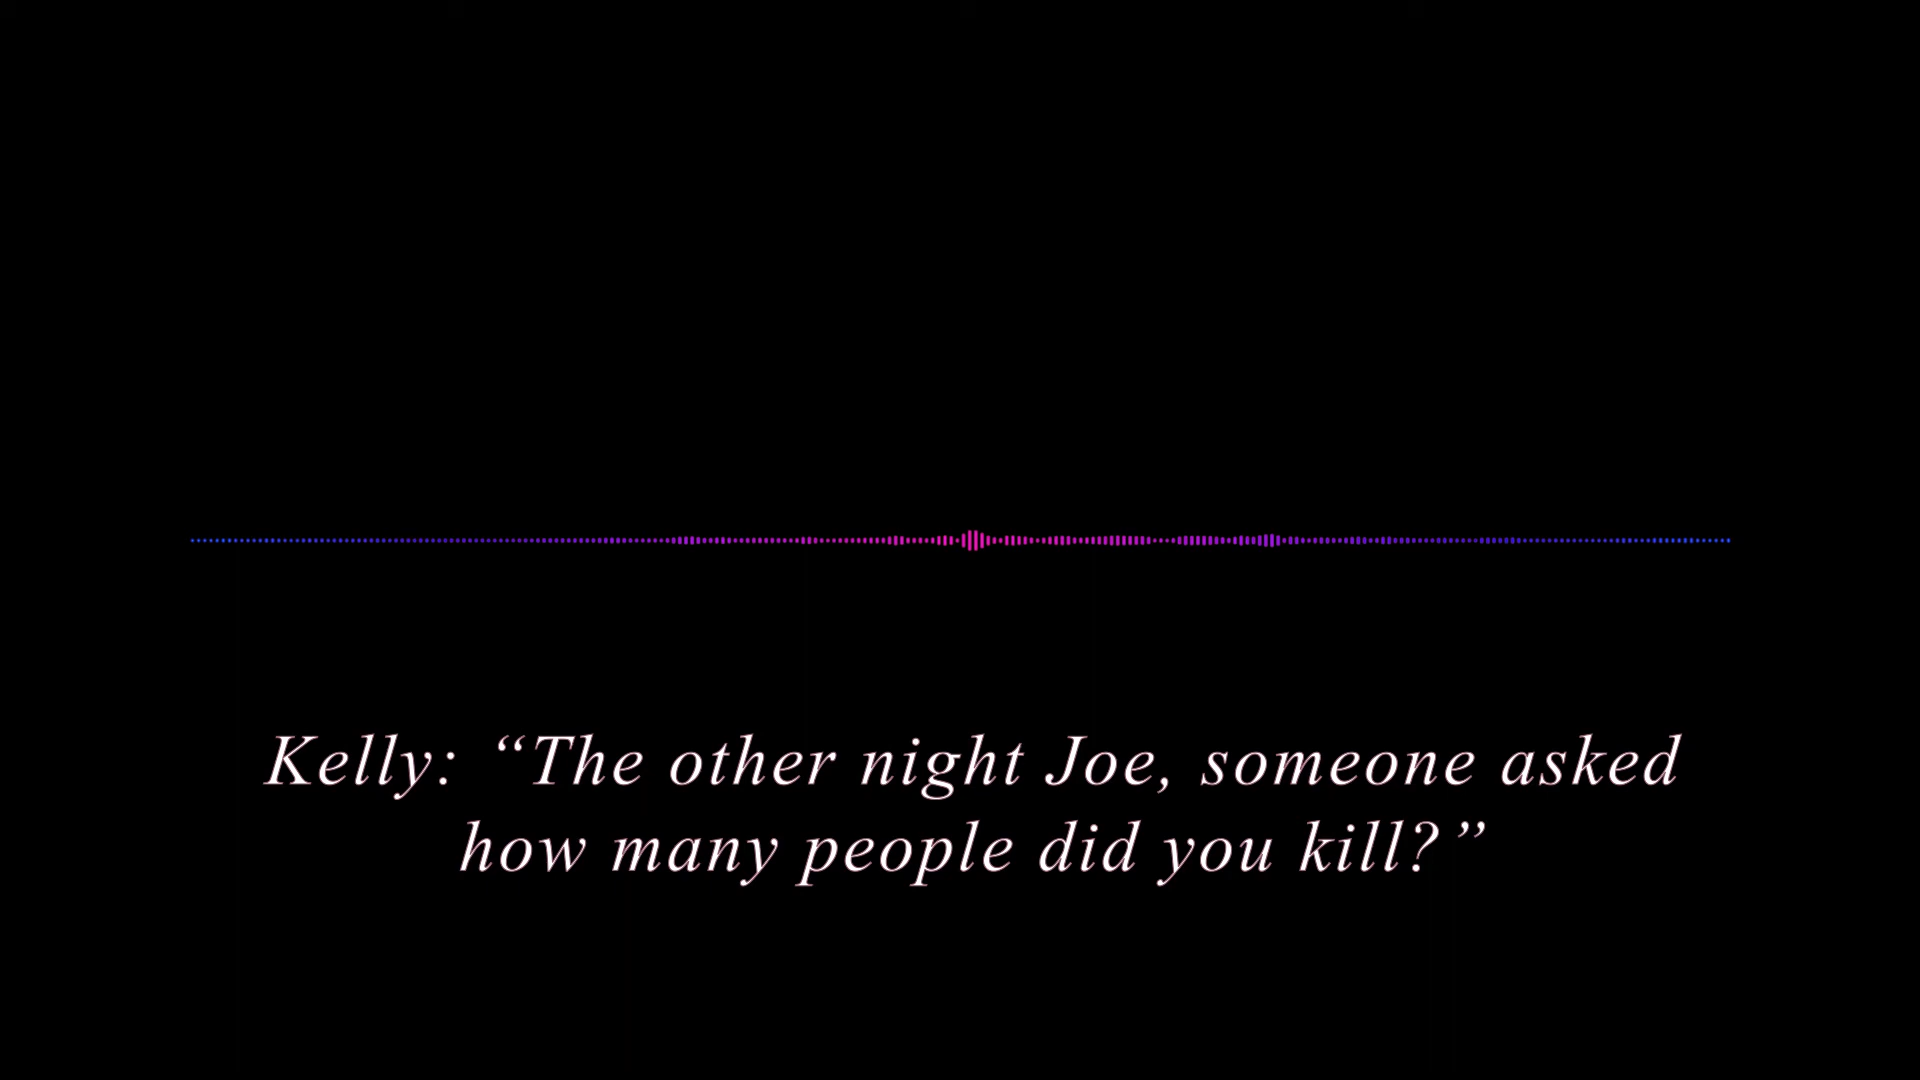 Kelly: “The other night Joe, someone asked
how many people did you kill?”